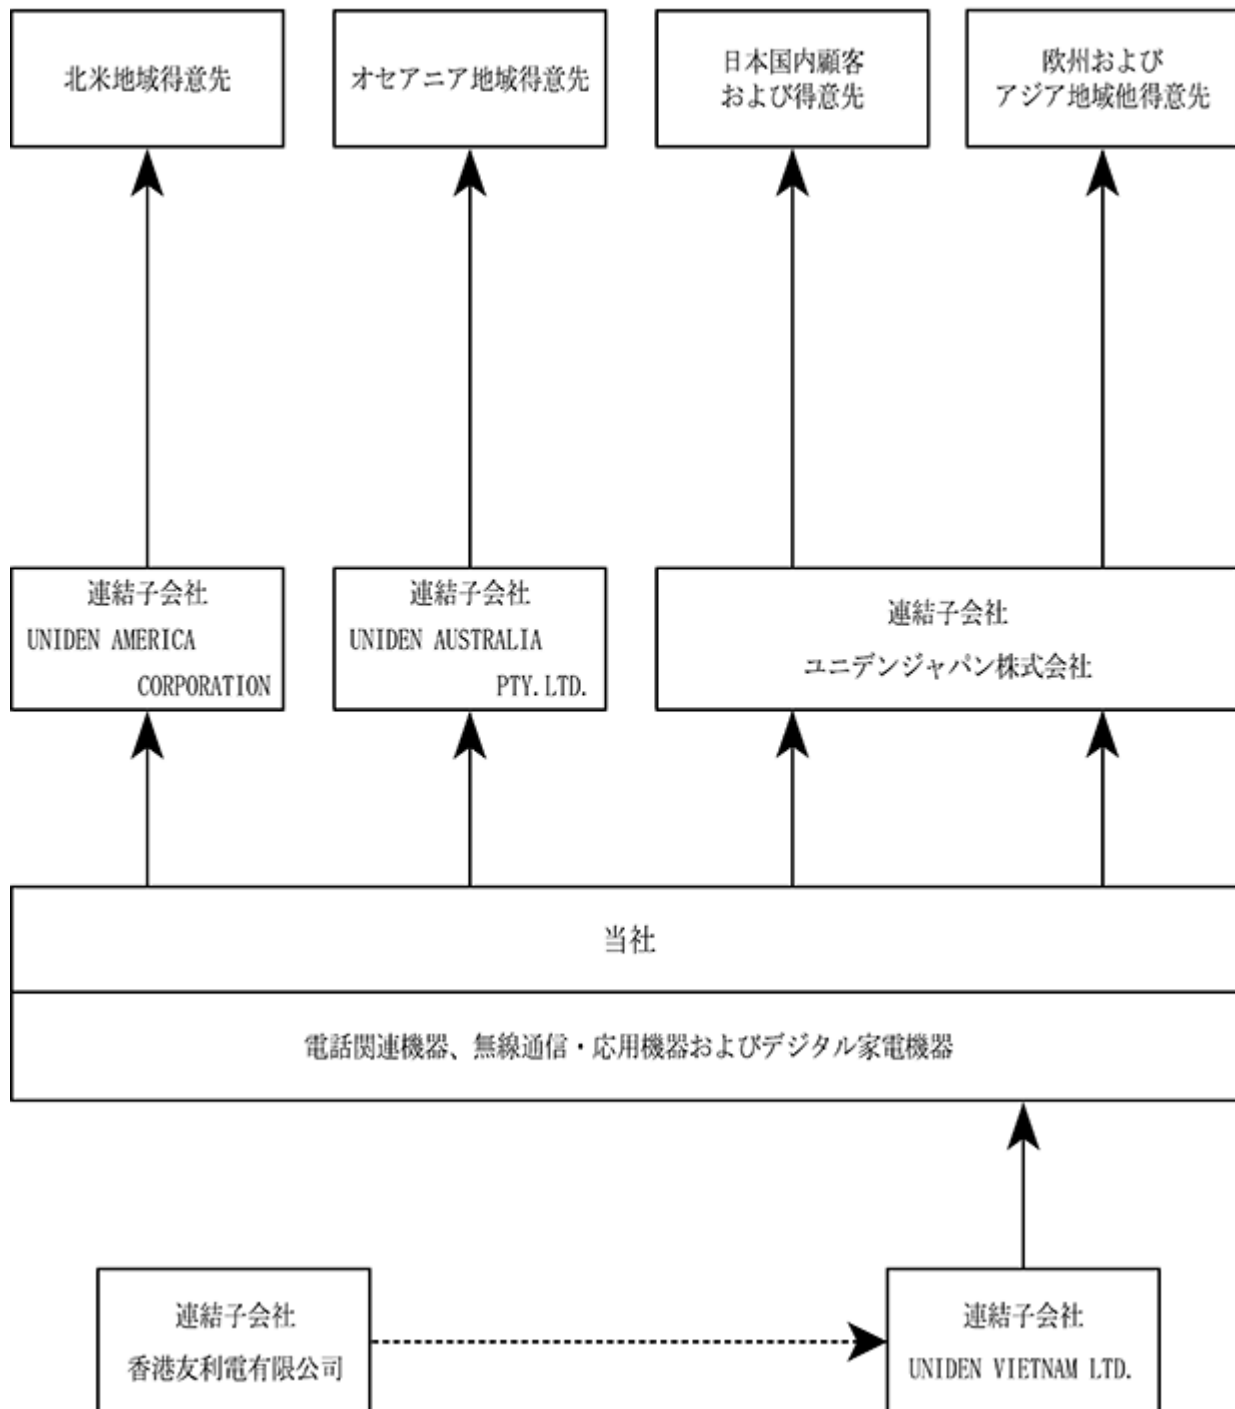 北米地域得意先
オセアニア地域得意先
日本国内顧客
および得意先
欧州および
アジア地域他得意先
連結子会社
UNIDEN AMERICA
CORPORATION
連結子会社
UNIDEN AUSTRALIA
PTY.LTD.
連結子会社
ユニデンジャパン株式会社
当社
電話関連機器、無線通信・応用機器およびデジタル家電機器
連結子会社
香港友利電有限公司
連結子会社
UNIDEN VIETNAM LTD.